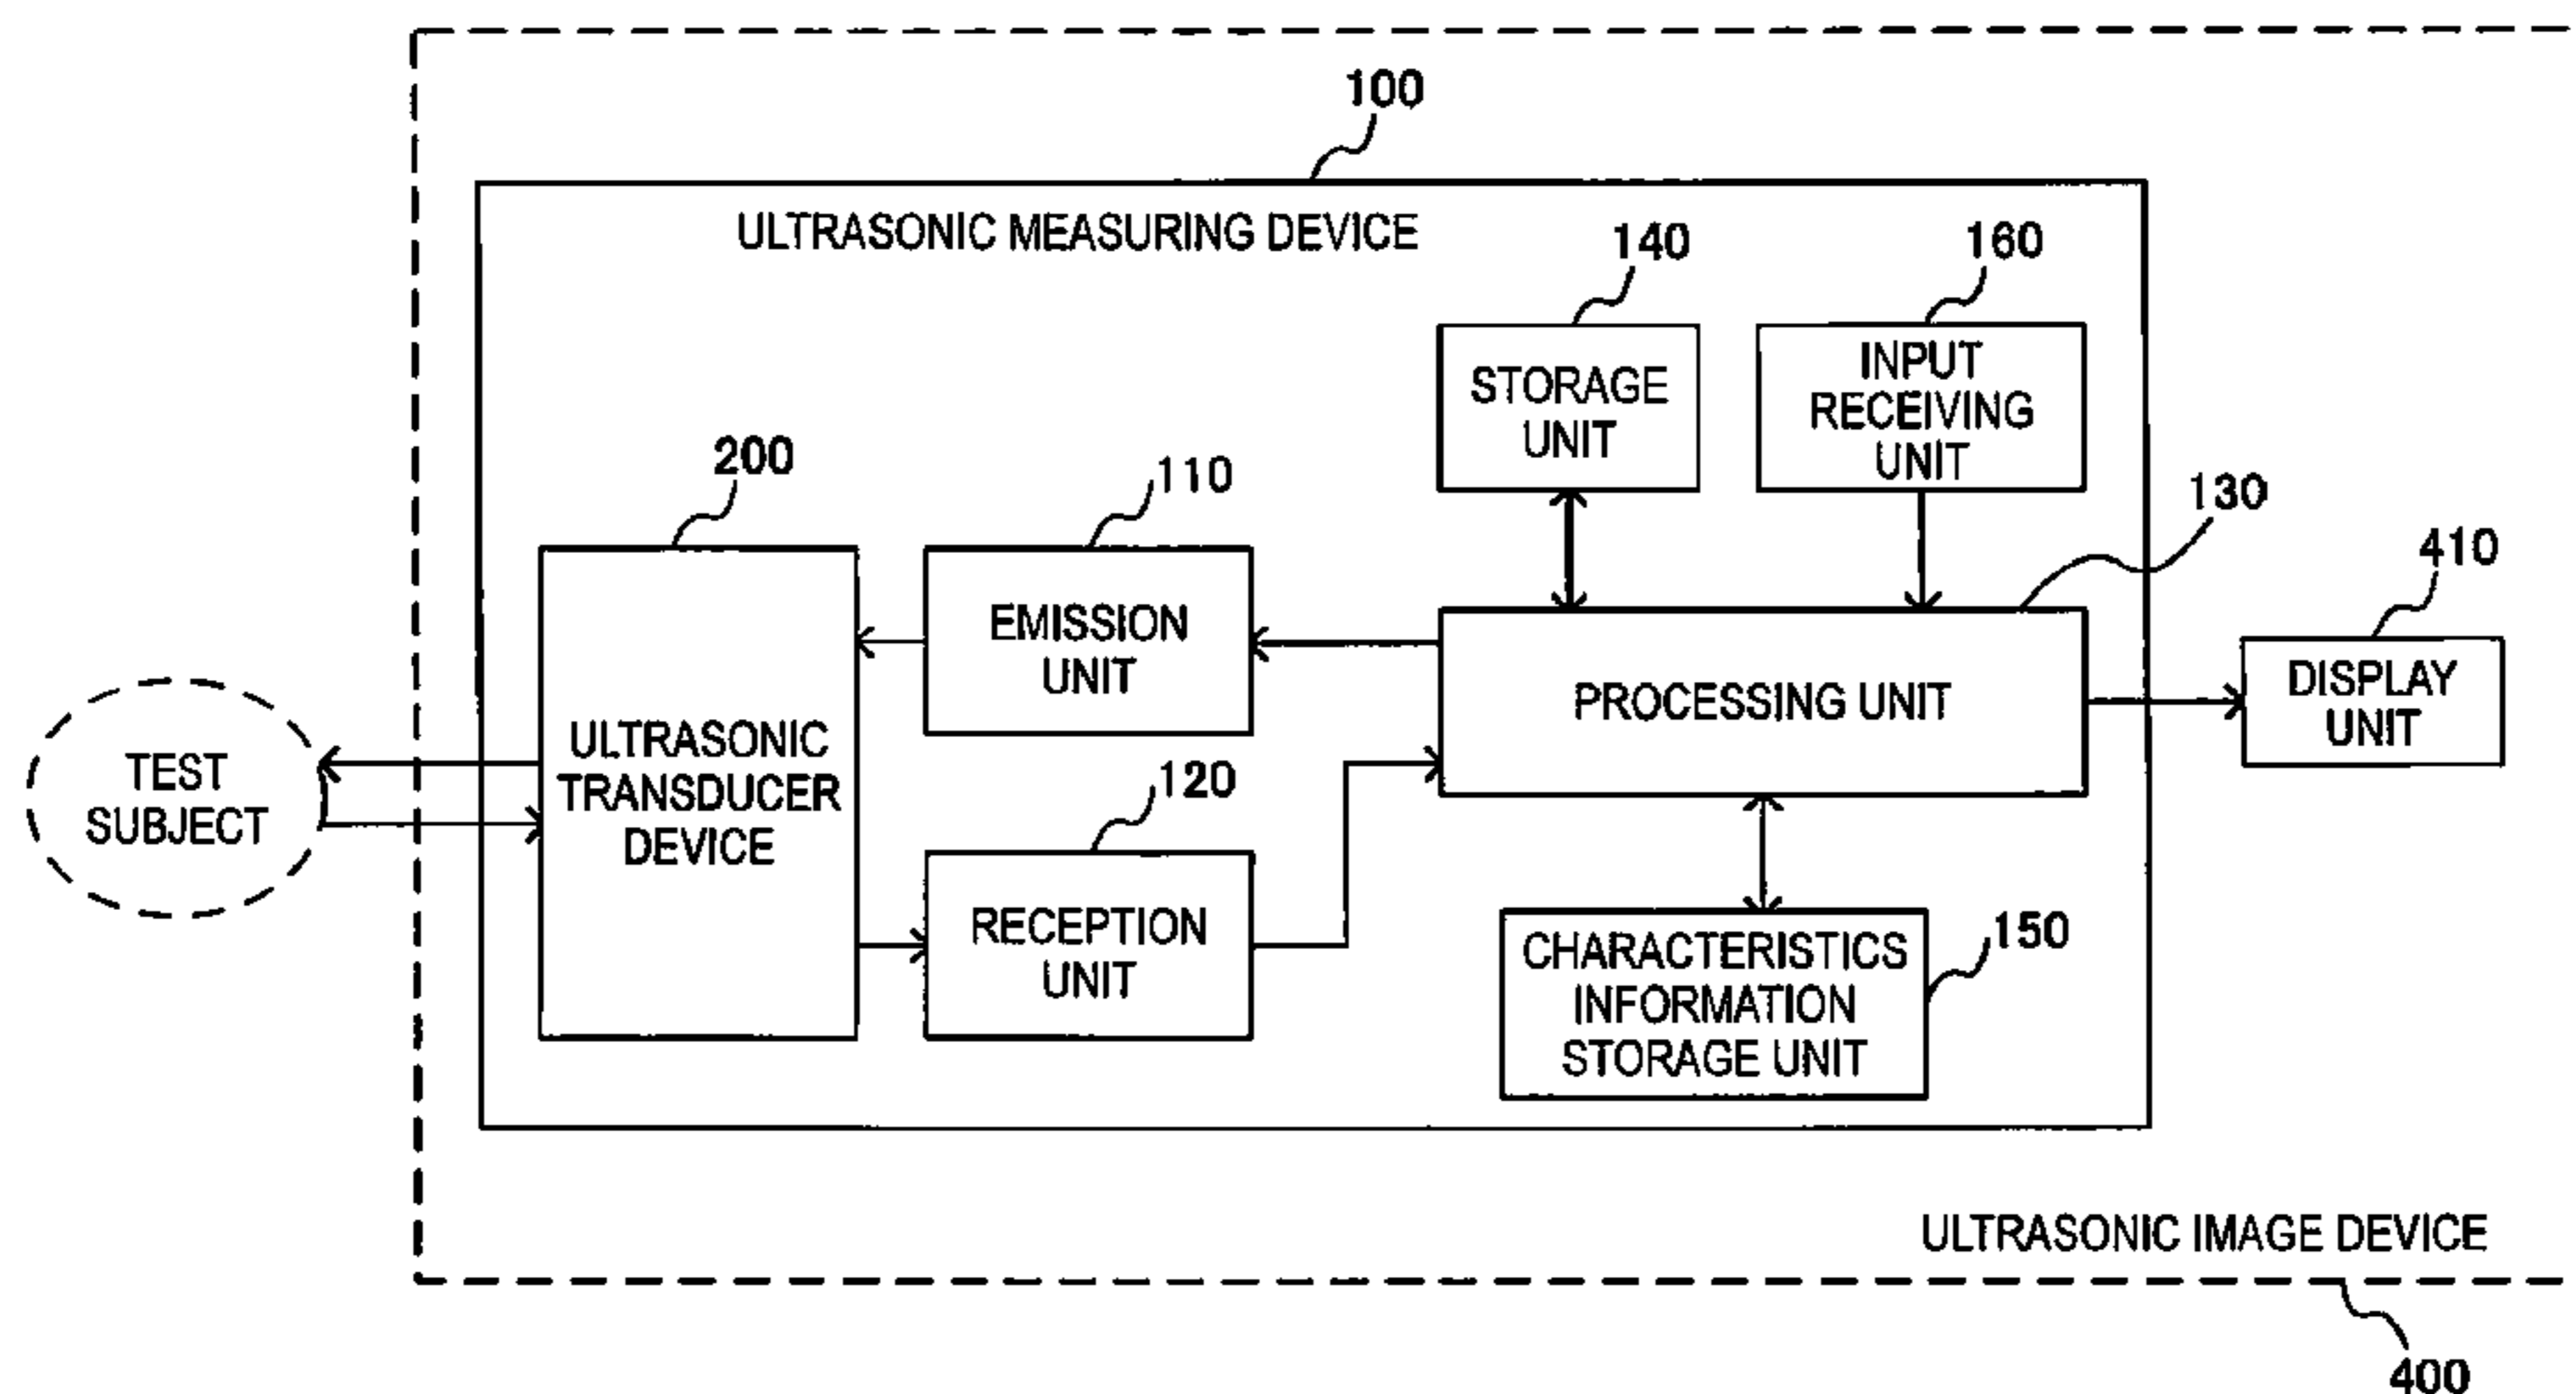 100
ULTRASONIC MEASURING DEVICE
140
160
STORAGE
UNIT
INPUT
RECEIVING
UNIT
200
110
130
410
ULTRASONIC
TRANSDUCER
DEVICE
EMISSION
UNIT
PROCESSING UNIT
DISPLAY
UNIT
TEST
SUBJECT
120
RECEPTION
UNIT
150
CHARACTERISTICS
INFORMATION
STORAGE UNIT
ULTRASONIC IMAGE DEVICE
400